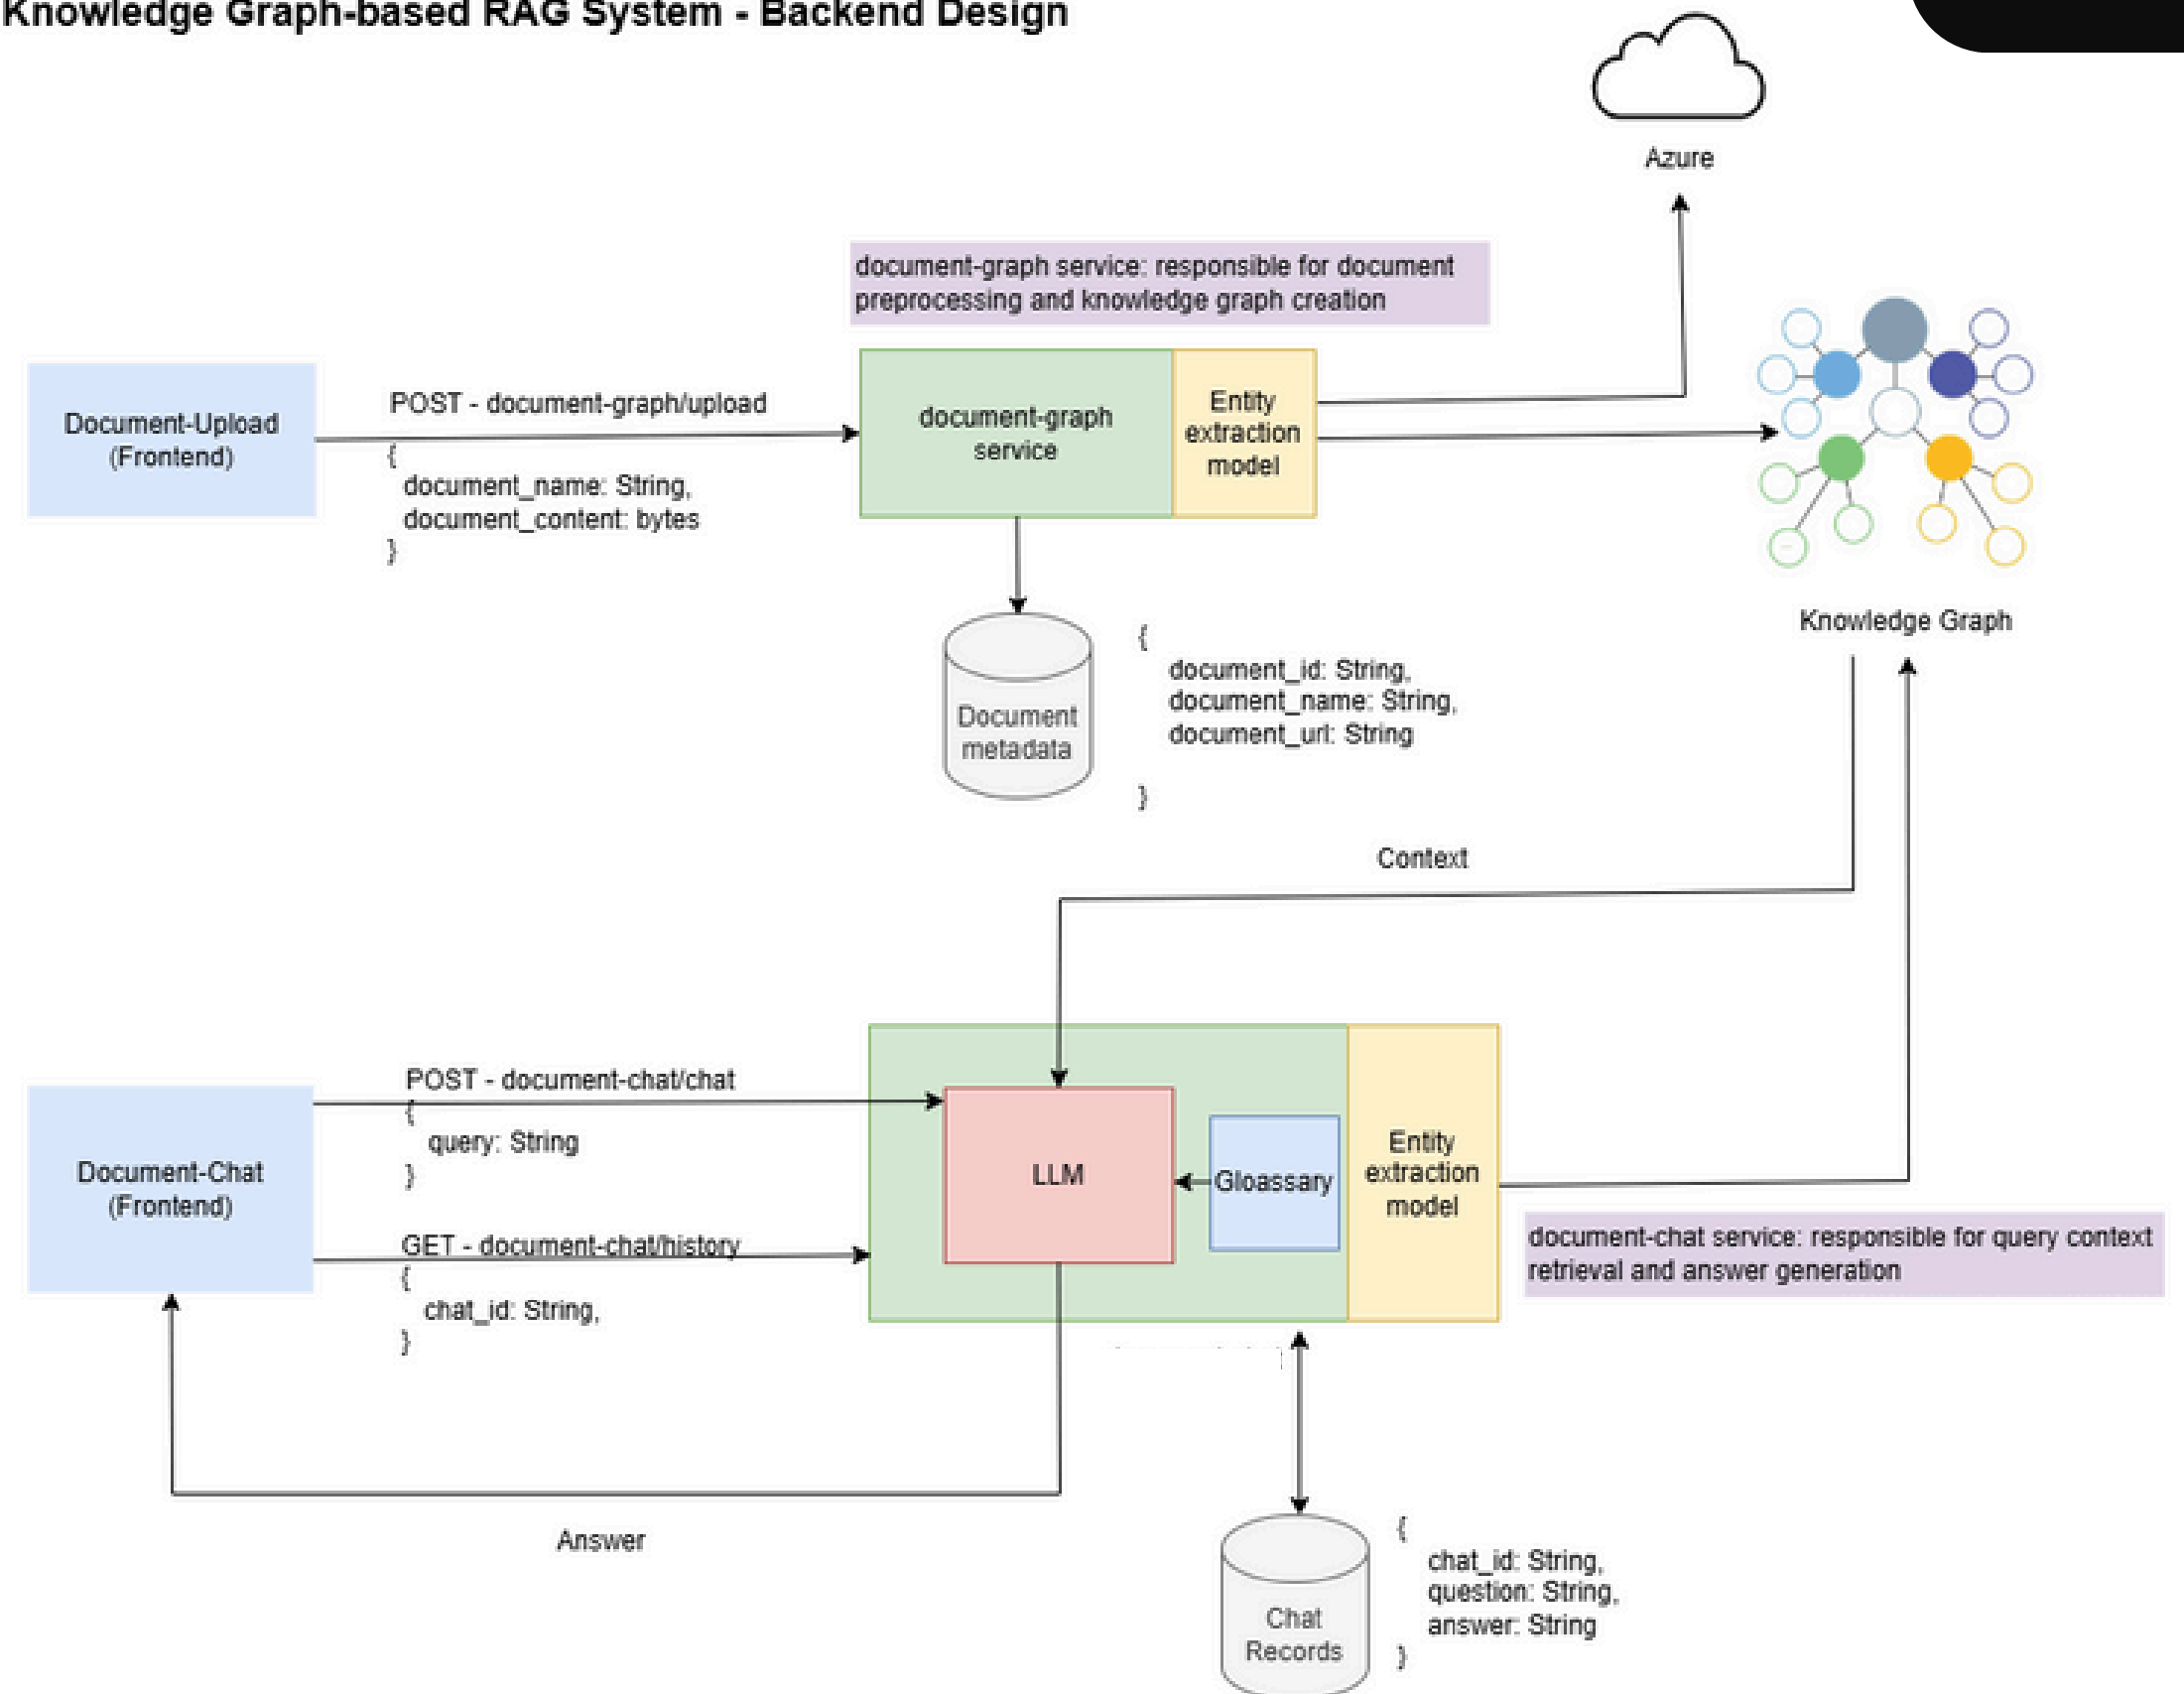 Knowledge Graph-based RAG System - Backend Design
Azure
document-graph service: responsible for document
preprocessing and knowledge graph creation
Document-Upload
(Frontend)
POST - document-graph/upload
{
document_name: String,
document_content: bytes
}
document-graph
service
Entity
extraction
model
Knowledge Graph
Document
metadata
{
document_id: String,
document_name: String,
document_url: String
}
Context
Document-Chat
(Frontend)
POST - document-chat/chat
{
query: String
}
GET - document-chat/history
{
chat_id: String,
}
LLM
Gloassary
Entity
extraction
model
document-chat service: responsible for query context
retrieval and answer generation
Answer
Chat
Records
{
chat_id: String,
question: String,
answer: String
}